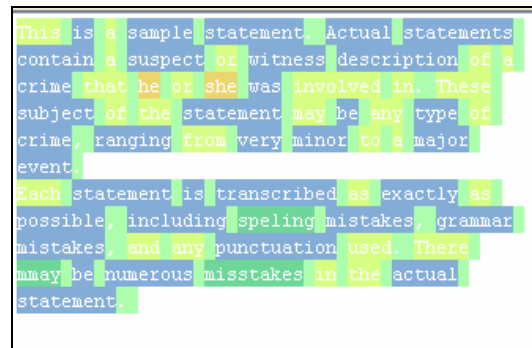 This is a sample statement. Actual statements
contain a suspect or witness description of a
crime that he or she was involved in. These
subject of the statement may be any type of
crime, ranging from very minor to a major
event.
Each statement is transcribed as exactly as
possible, including speling mistakes, grammar
mistakes, and any punctuation used. There
mmay be numerous misstakes in the actual
statement.